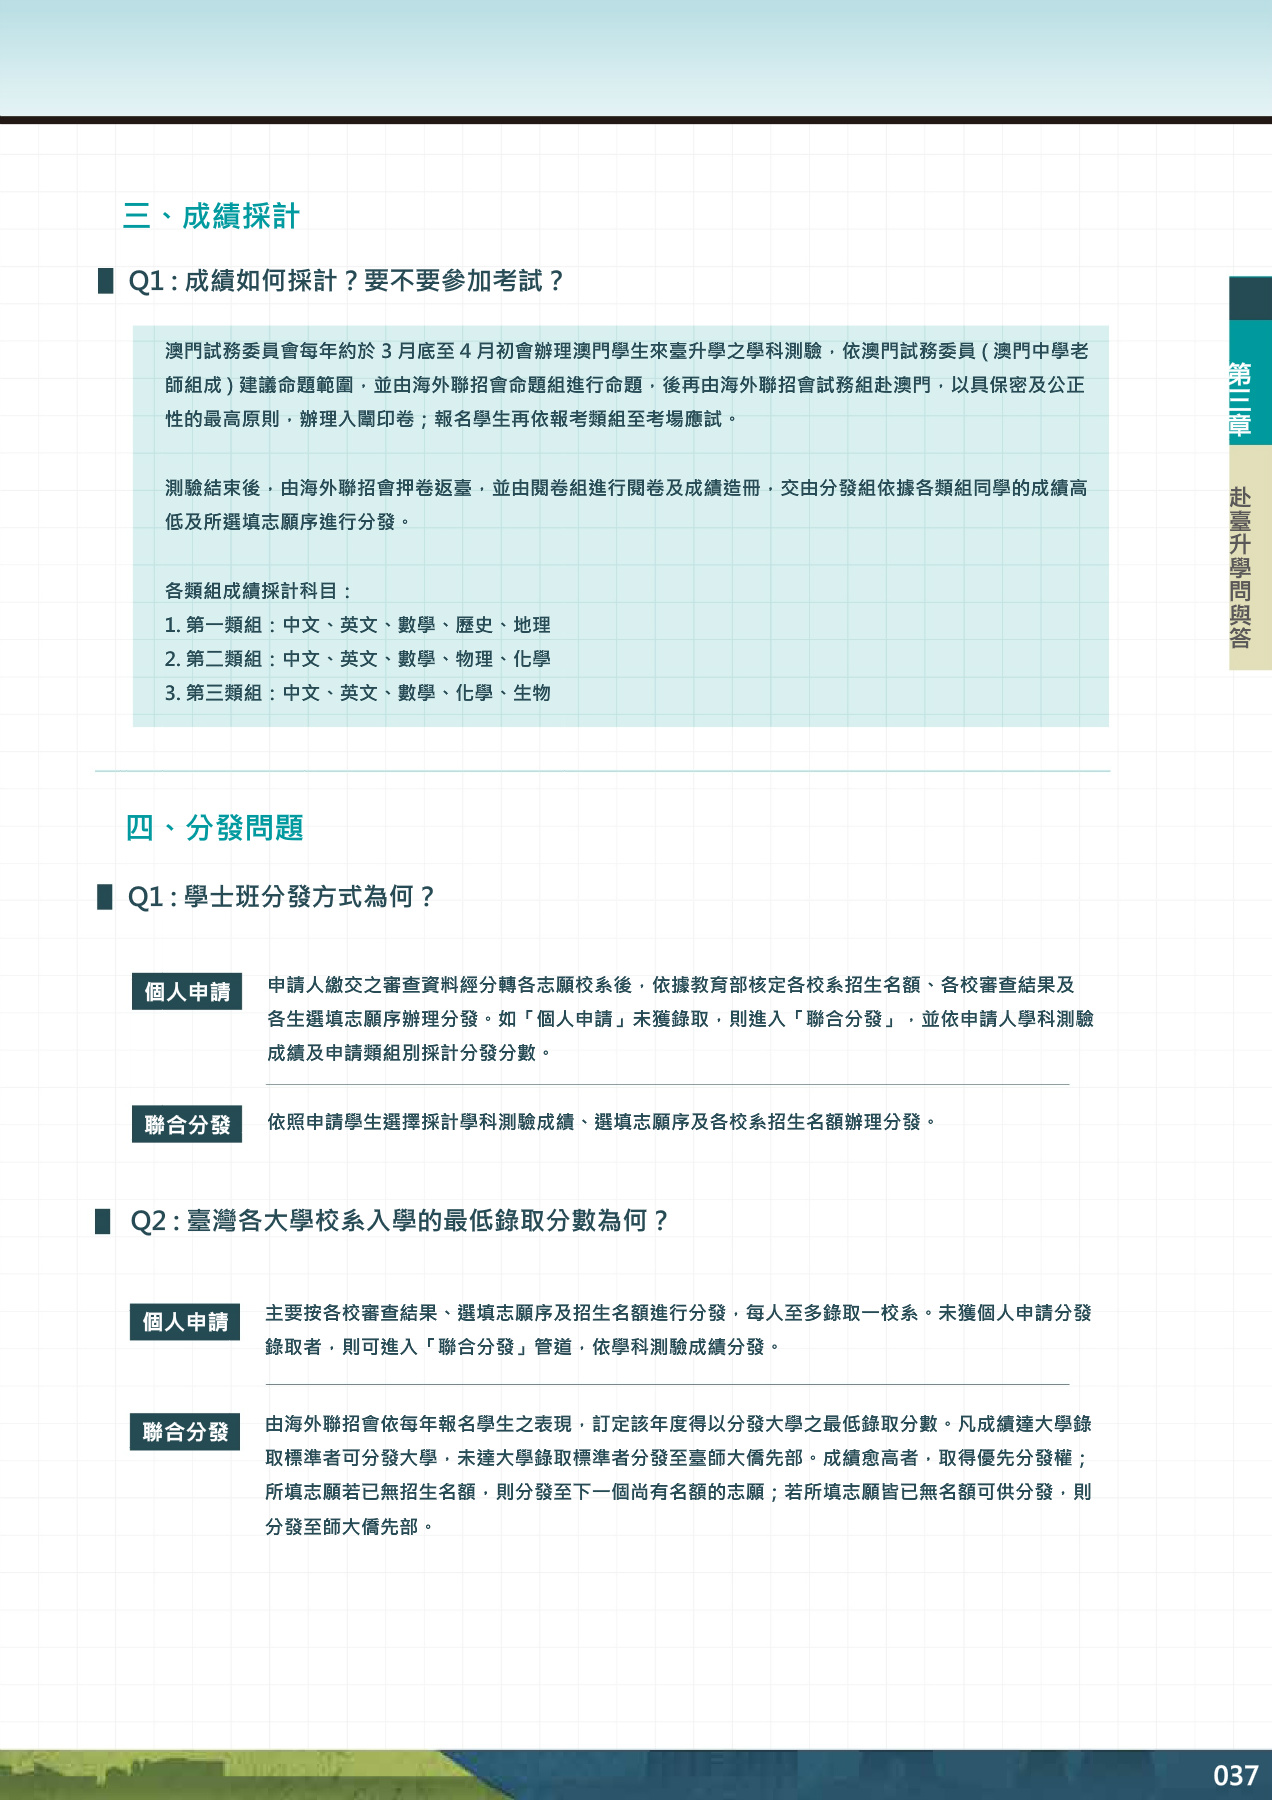 三、成績採計
Q1 : 成績如何採計？要不要參加考試？
澳門試務委員會每年約於 3 月底至 4 月初會辦理澳門學生來臺升學之學科測驗，依澳門試務委員 ( 澳門中學老
師組成 ) 建議命題範圍，並由海外聯招會命題組進行命題，後再由海外聯招會試務組赴澳門，以具保密及公正
性的最高原則，辦理入闈印卷；報名學生再依報考類組至考場應試。
測驗結束後，由海外聯招會押卷返臺，並由閱卷組進行閱卷及成績造冊，交由分發組依據各類組同學的成績高
低及所選填志願序進行分發。
各類組成績採計科目：
1. 第一類組：中文、英文、數學、歷史、地理
2. 第二類組：中文、英文、數學、物理、化學
3. 第三類組：中文、英文、數學、化學、生物
四、分發問題
Q1 : 學士班分發方式為何？
個人申請
申請人繳交之審查資料經分轉各志願校系後，依據教育部核定各校系招生名額、各校審查結果及
各生選填志願序辦理分發。如「個人申請」未獲錄取，則進入「聯合分發」，並依申請人學科測驗
成績及申請類組別採計分發分數。
聯合分發
依照申請學生選擇採計學科測驗成績、選填志願序及各校系招生名額辦理分發。
Q2 : 臺灣各大學校系入學的最低錄取分數為何？
個人申請
主要按各校審查結果、選填志願序及招生名額進行分發，每人至多錄取一校系。未獲個人申請分發
錄取者，則可進入「聯合分發」管道，依學科測驗成績分發。
聯合分發
由海外聯招會依每年報名學生之表現，訂定該年度得以分發大學之最低錄取分數。凡成績達大學錄
取標準者可分發大學，未達大學錄取標準者分發至臺師大僑先部。成績愈高者，取得優先分發權；
所填志願若已無招生名額，則分發至下一個尚有名額的志願；若所填志願皆已無名額可供分發，則
分發至師大僑先部。
第三章
赴臺升學問與答
037